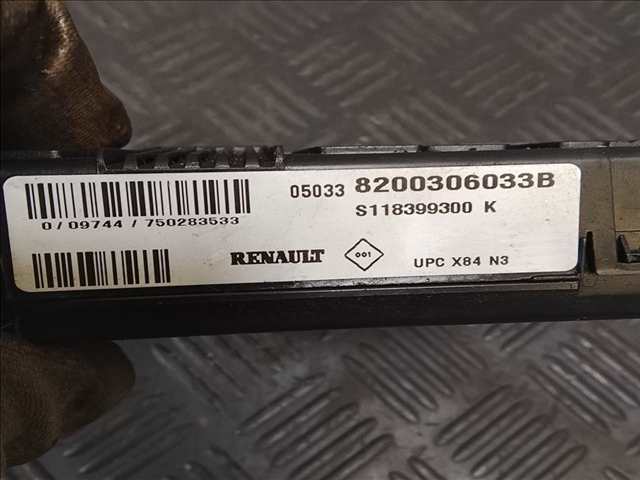 05033 8200306033B
S118399300 K
0/09744/750283533
RENAULT 001 UPC X84 N3